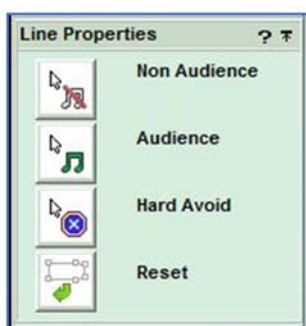 Line Properties ?
Non Audience
Audience
Hard Avoid
Reset